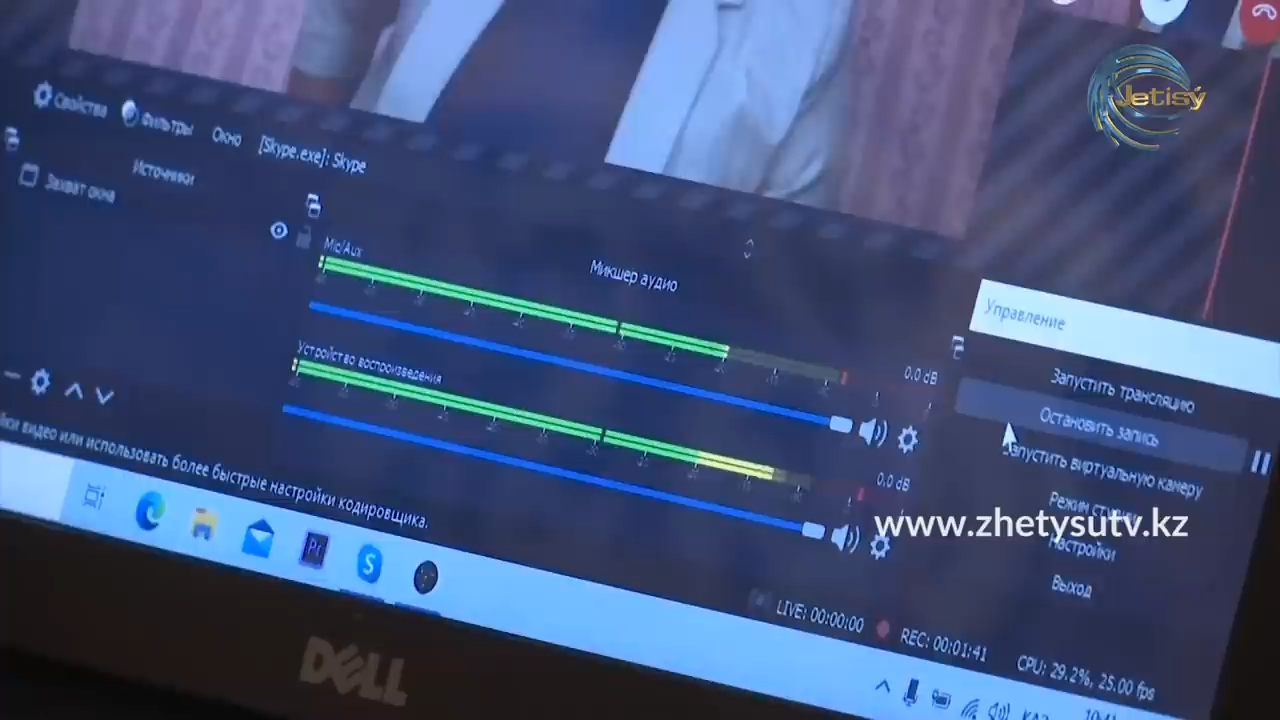 Jetisý
Свойства
Фильтры
Окно
[Skype.exe]: Skype
Источники
Захват окна
Mic/Aux
Микшер аудио
0.0 dB
Устройство воспроизведения
0.0 dB
Управление
Запустить трансляцию
Остановить запись
Запустить виртуальную камеру
Режим студии
Настройки
Выход
www.zhetysutv.kz
видео или использовать более быстрые настройки кодировщика.
Pr
S
LIVE: 00:00:00
REC: 00:01:41
CPU: 29.2%, 25.00 fps
DELL